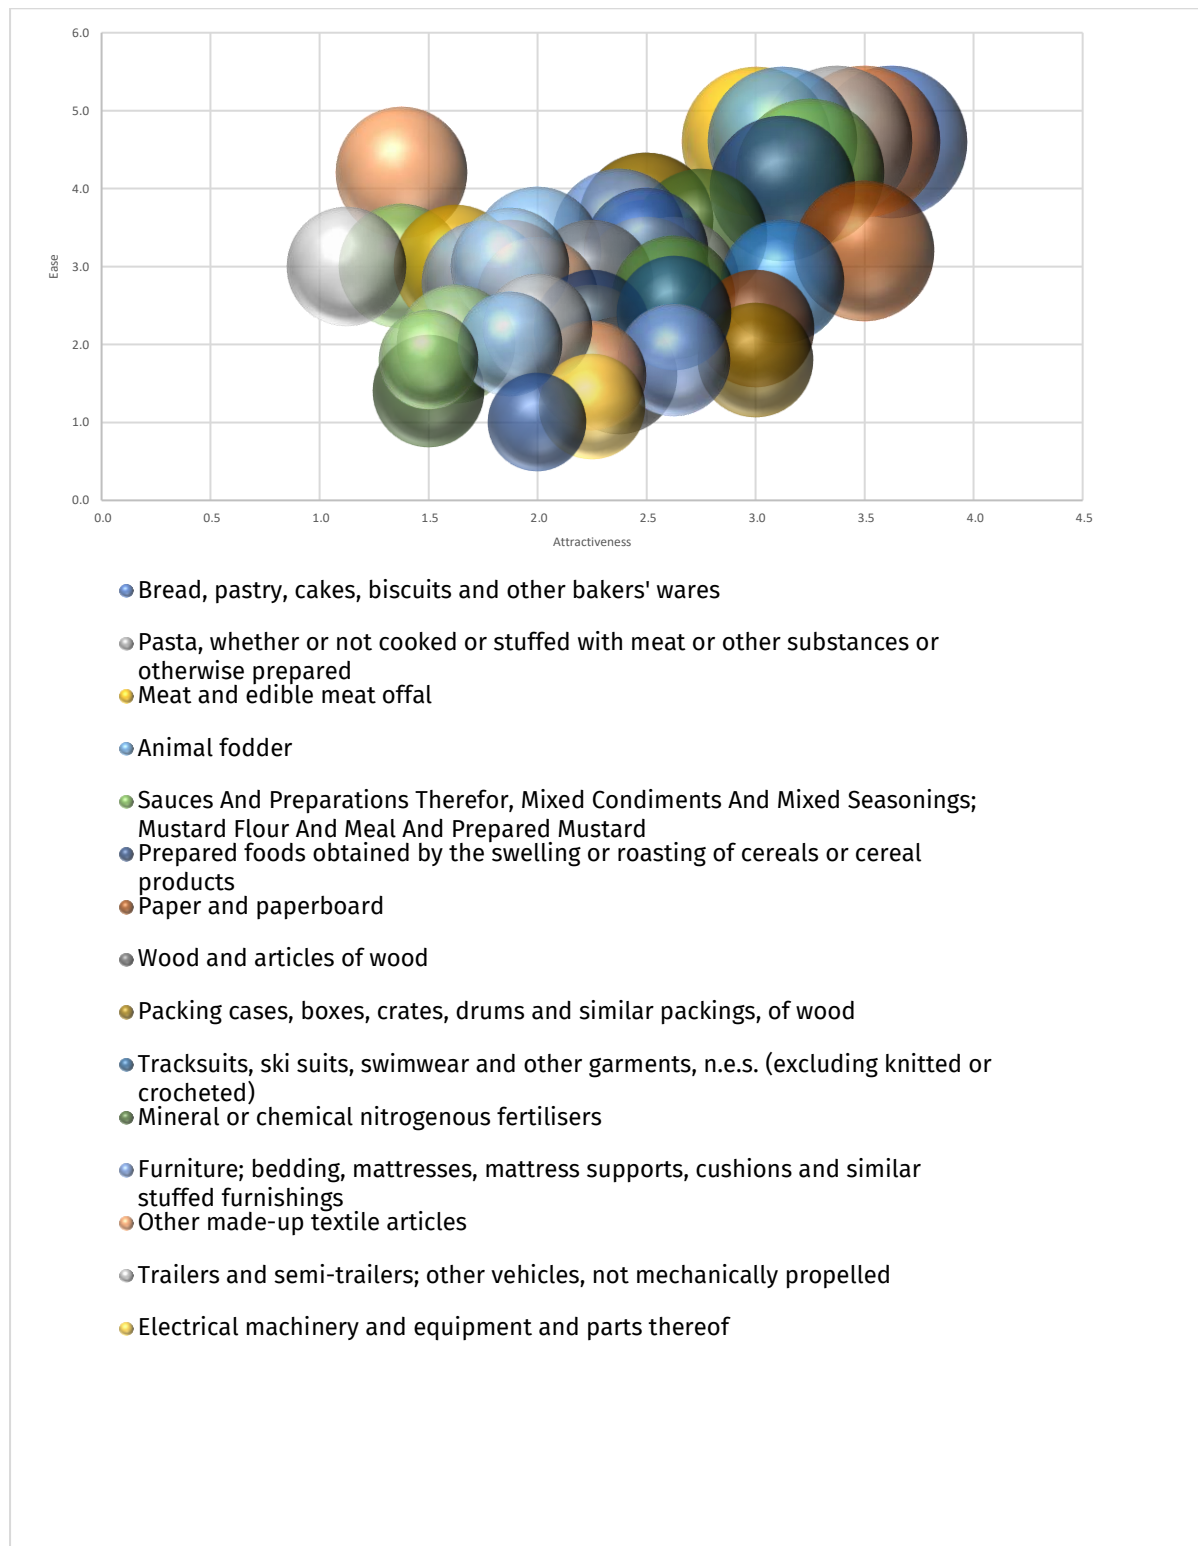 6.0
5.0
4.0
3.0
2.0
1.0
0.0
Ease
0.0 0.5 1.0 1.5 2.0 2.5 3.0 3.5 4.0 4.5
Attractiveness
Bread, pastry, cakes, biscuits and other bakers' wares
Pasta, whether or not cooked or stuffed with meat or other substances or
otherwise prepared
Meat and edible meat offal
Animal fodder
Sauces And Preparations Therefor, Mixed Condiments And Mixed Seasonings;
Mustard Flour And Meal And Prepared Mustard
Prepared foods obtained by the swelling or roasting of cereals or cereal
products
Paper and paperboard
Wood and articles of wood
Packing cases, boxes, crates, drums and similar packings, of wood
Tracksuits, ski suits, swimwear and other garments, n.e.s. (excluding knitted or
crocheted)
Mineral or chemical nitrogenous fertilisers
Furniture; bedding, mattresses, mattress supports, cushions and similar
stuffed furnishings
Other made-up textile articles
Trailers and semi-trailers; other vehicles, not mechanically propelled
Electrical machinery and equipment and parts thereof